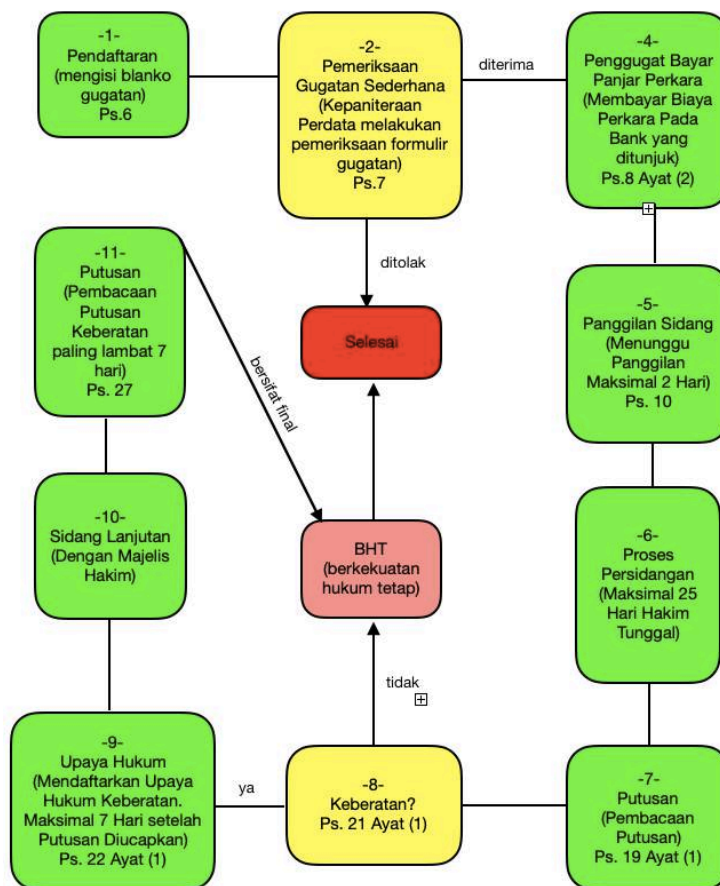 -1-
Pendaftaran
(mengisi blanko
gugatan)
Ps.6
-2-
Pemeriksaan
Gugatan Sederhana
(Kepaniteraan
Perdata melakukan
pemeriksaan formulir
gugatan)
Ps.7
diterima
-4-
Penggugat Bayar
Panjar Perkara
(Membayar Biaya
Perkara Pada
Bank yang
ditunjuk)
Ps.8 Ayat (2)
ditolak
Selesai
-5-
Panggilan Sidang
(Menunggu
Panggilan
Maksimal 2 Hari)
Ps. 10
-6-
Proses
Persidangan
(Maksimal 25
Hari Hakim
Tunggal)
-7-
Putusan
(Pembacaan
Putusan)
Ps. 19 Ayat (1)
-8-
Keberatan?
Ps. 21 Ayat (1)
tidak
BHT
(berkekuatan
hukum tetap)
ya
-9-
Upaya Hukum
(Mendaftarkan Upaya
Hukum Keberatan.
Maksimal 7 Hari setelah
Putusan Diucapkan)
Ps. 22 Ayat (1)
-10-
Sidang Lanjutan
(Dengan Majelis
Hakim)
-11-
Putusan
(Pembacaan
Putusan
Keberatan
paling lambat 7
hari)
Ps. 27
bersifat final